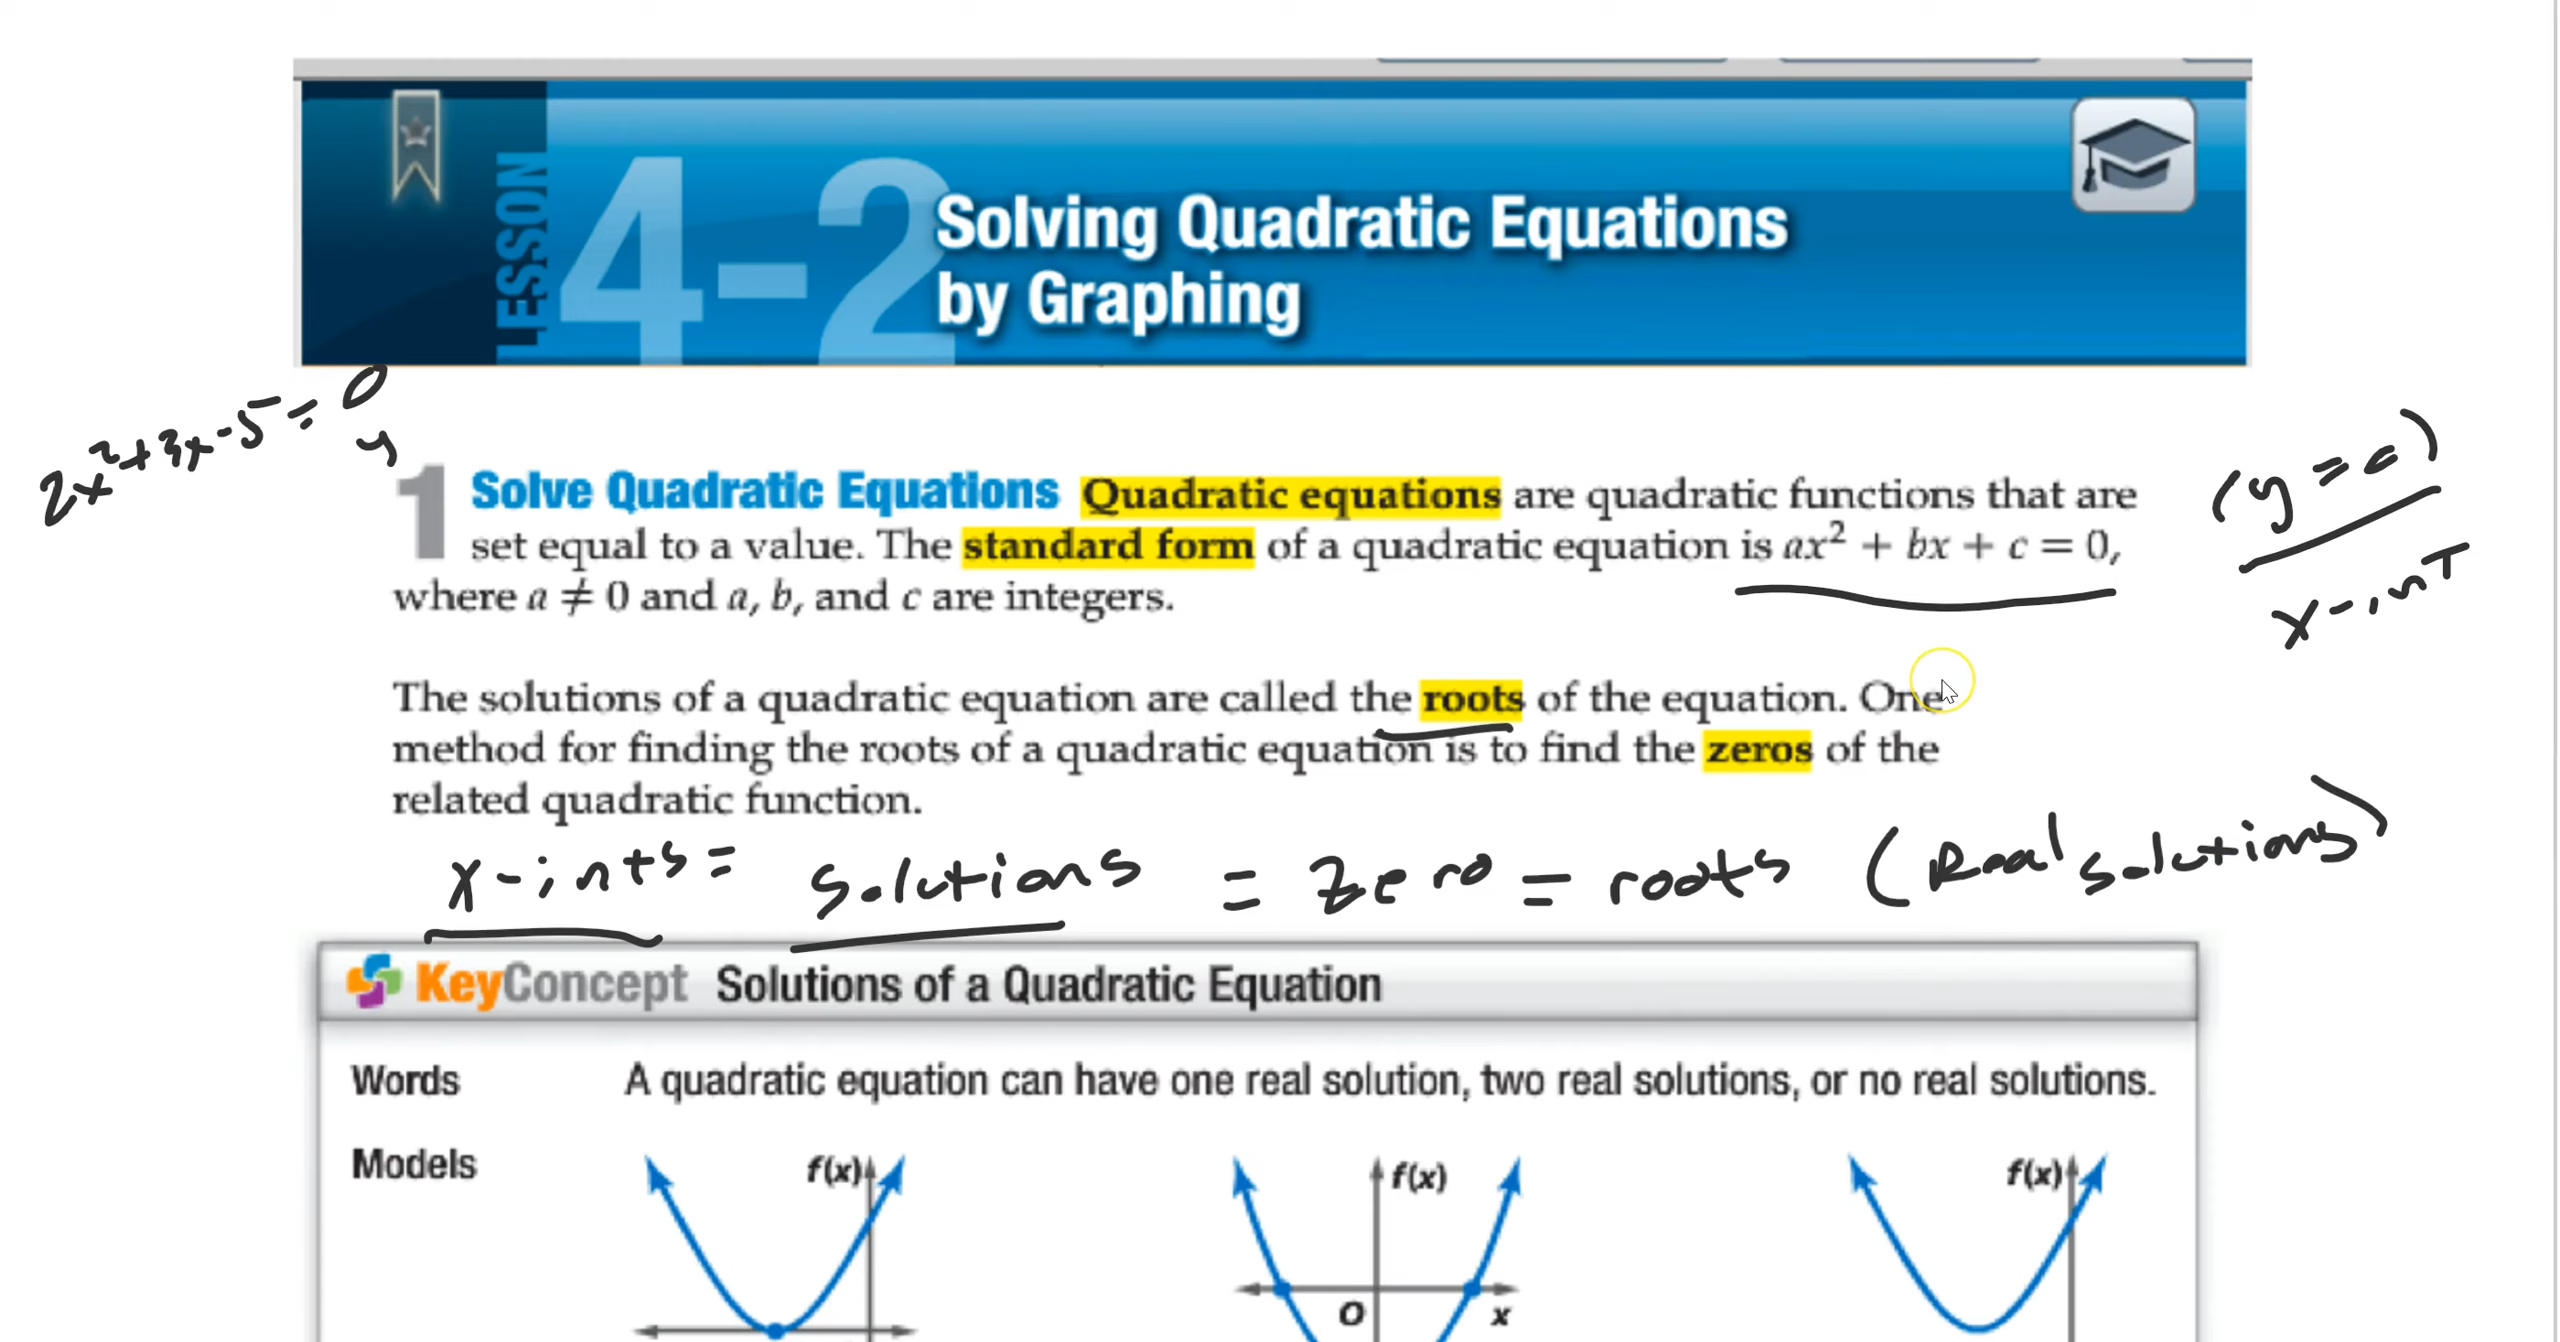 LESSON 4-2 Solving Quadratic Equations
by Graphing
2x²+3x-5=0
y
1 Solve Quadratic Equations Quadratic equations are quadratic functions that are
set equal to a value. The standard form of a quadratic equation is ax² + bx + c = 0,
where a ≠ 0 and a, b, and c are integers.
(y = 0)
x-int
The solutions of a quadratic equation are called the roots of the equation. One
method for finding the roots of a quadratic equation is to find the zeros of the
related quadratic function.
x-ints = solutions = zero = roots (Real solutions)
KeyConcept Solutions of a Quadratic Equation
Words A quadratic equation can have one real solution, two real solutions, or no real solutions.
Models f(x) f(x) f(x)
O x